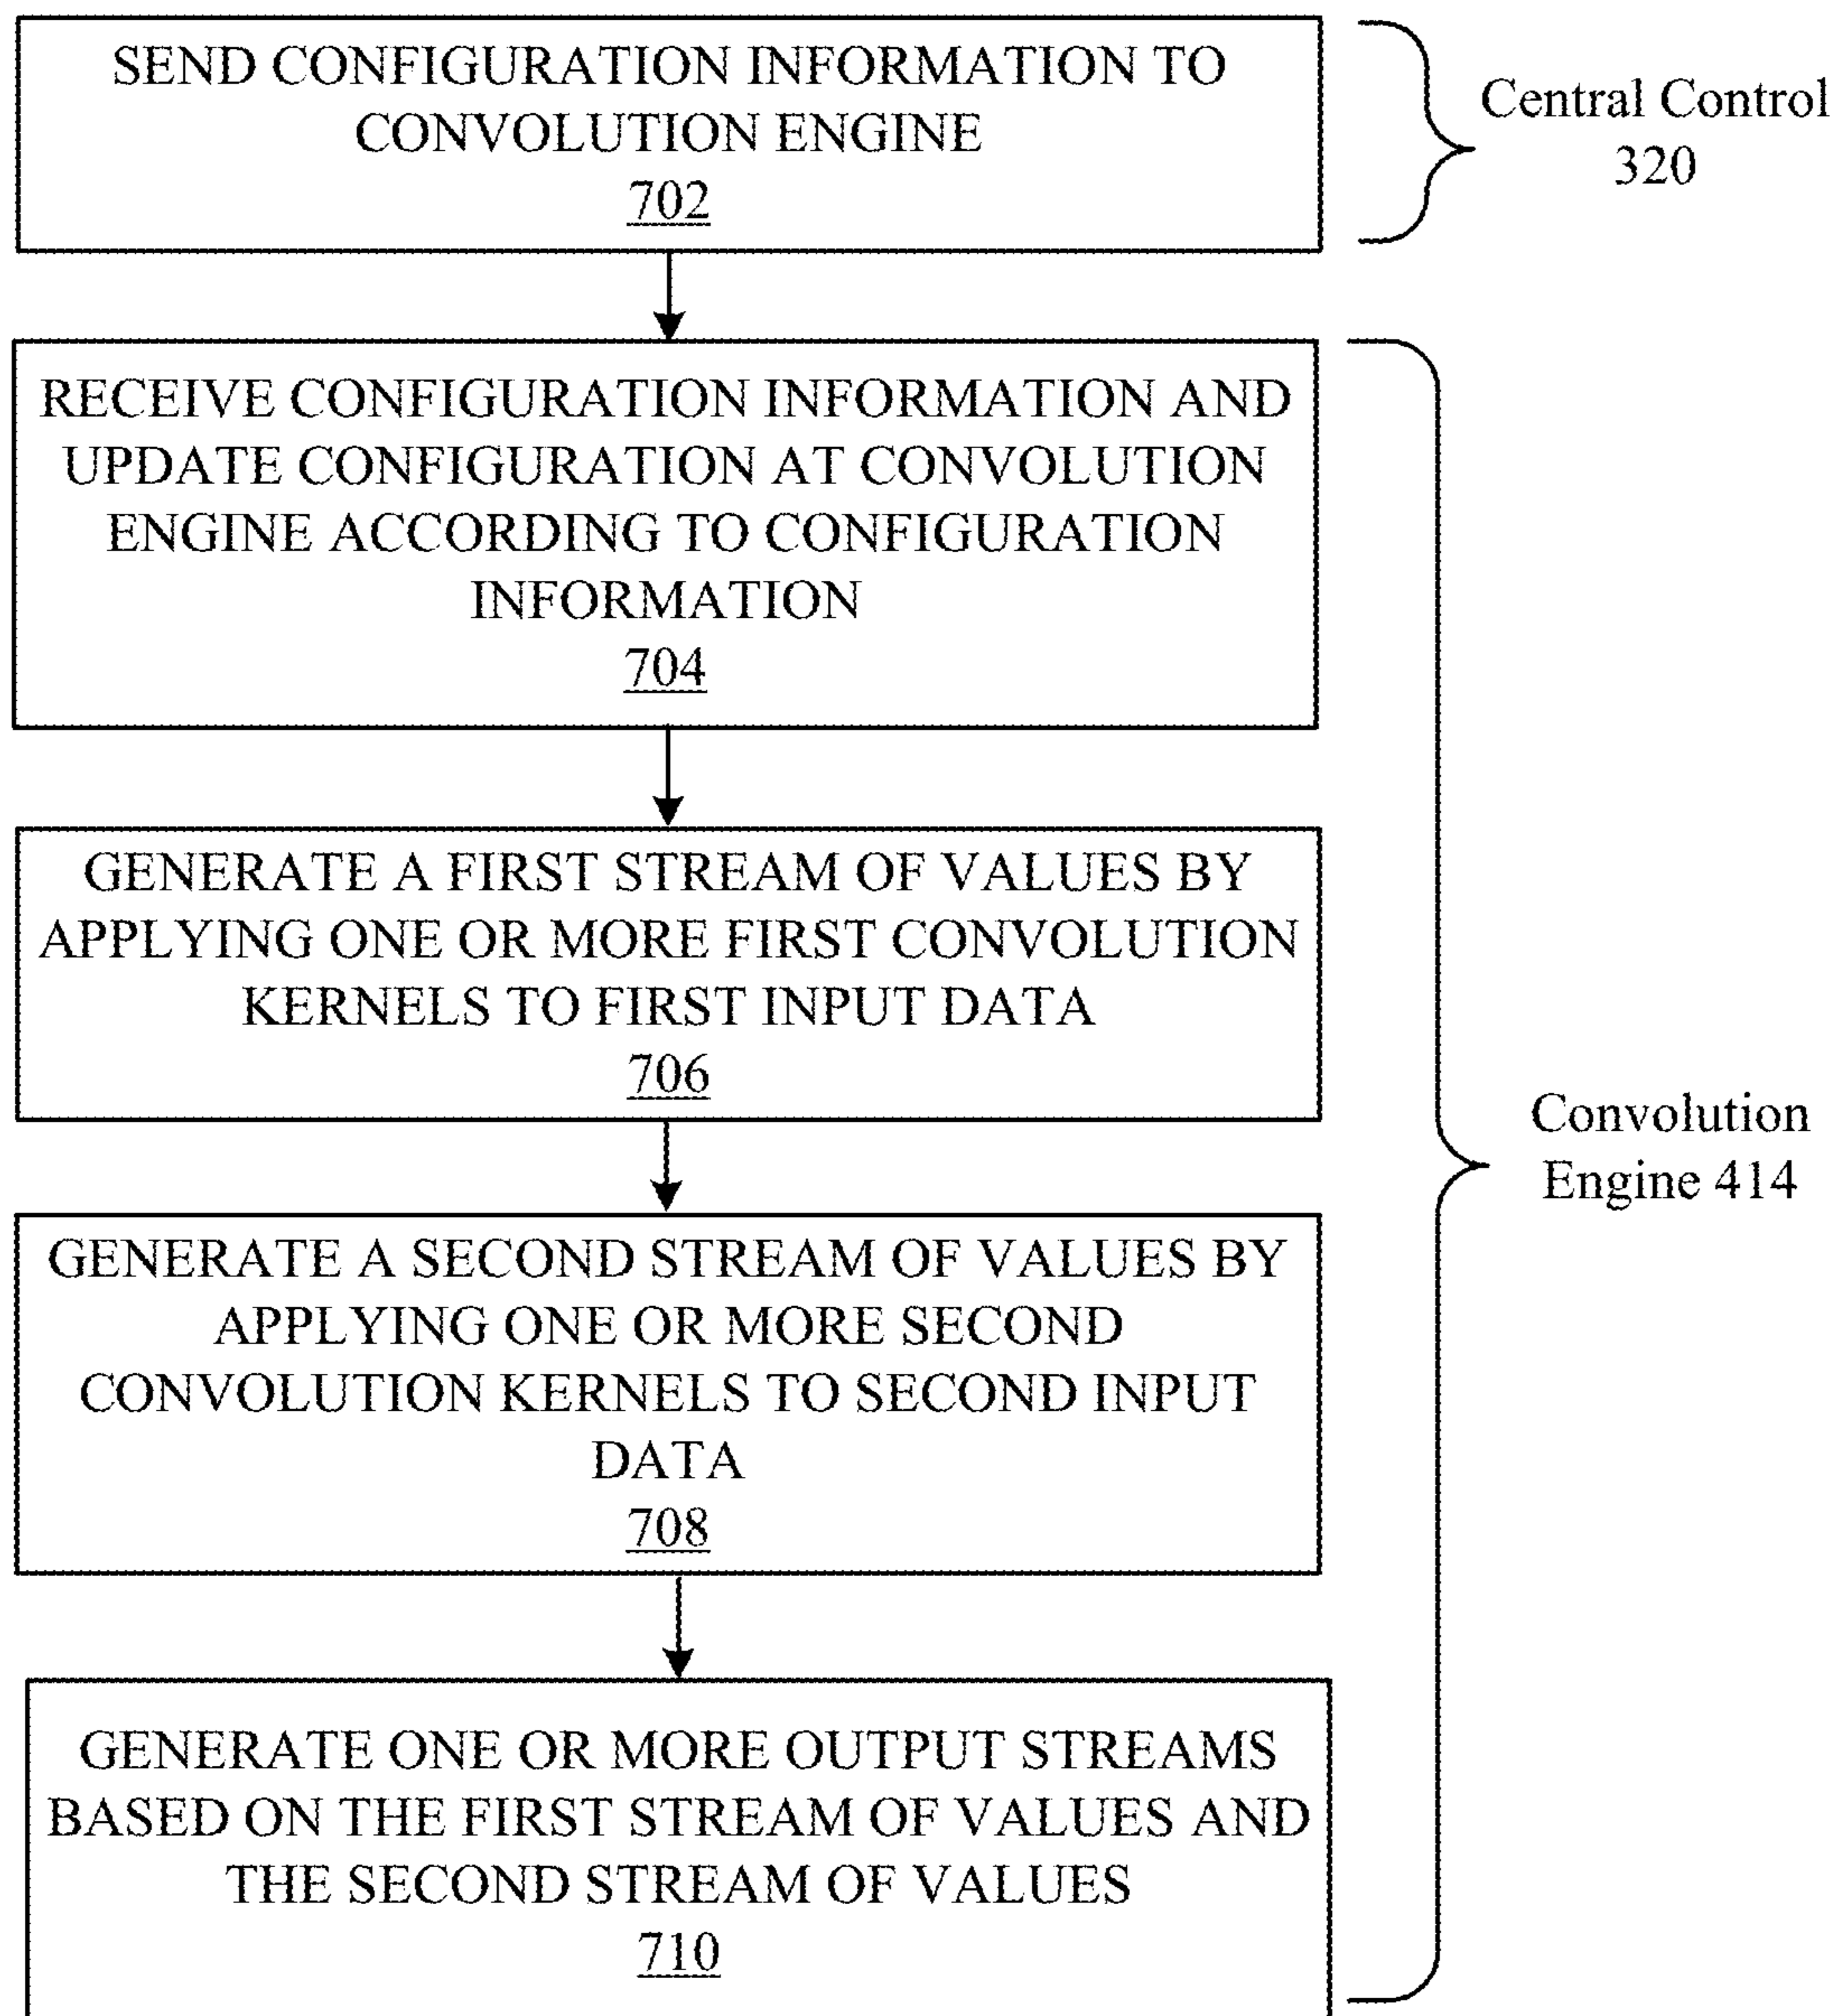 SEND CONFIGURATION INFORMATION TO
CONVOLUTION ENGINE
702
Central Control
320
RECEIVE CONFIGURATION INFORMATION AND
UPDATE CONFIGURATION AT CONVOLUTION
ENGINE ACCORDING TO CONFIGURATION
INFORMATION
704
GENERATE A FIRST STREAM OF VALUES BY
APPLYING ONE OR MORE FIRST CONVOLUTION
KERNELS TO FIRST INPUT DATA
706
Convolution
Engine 414
GENERATE A SECOND STREAM OF VALUES BY
APPLYING ONE OR MORE SECOND
CONVOLUTION KERNELS TO SECOND INPUT
DATA
708
GENERATE ONE OR MORE OUTPUT STREAMS
BASED ON THE FIRST STREAM OF VALUES AND
THE SECOND STREAM OF VALUES
710